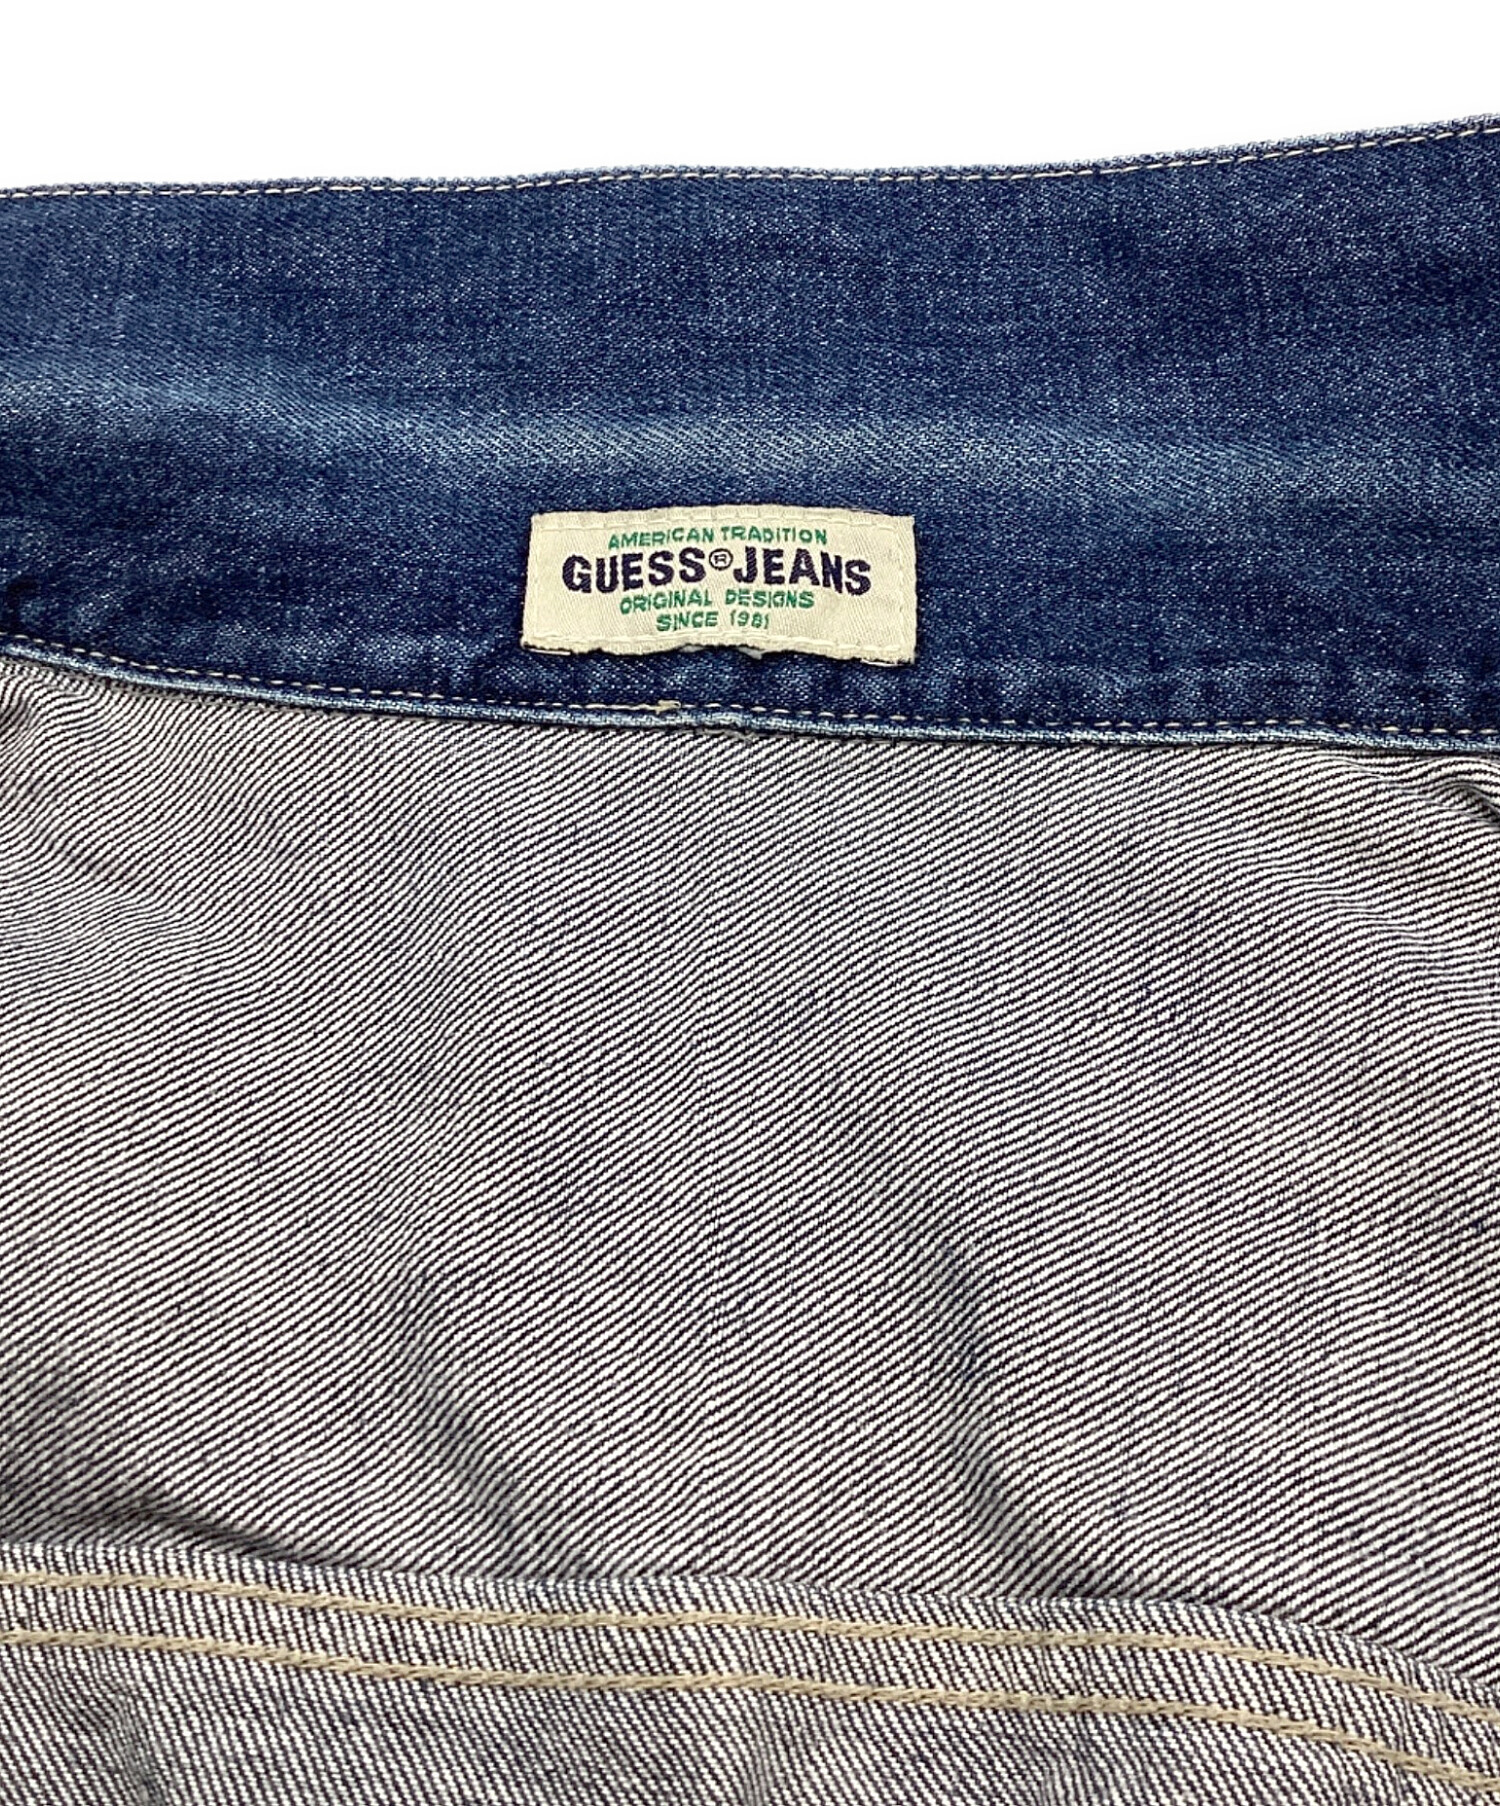 AMERICAN TRADITION
GUESS® JEANS
ORIGINAL DESIGNS
SINCE 1981